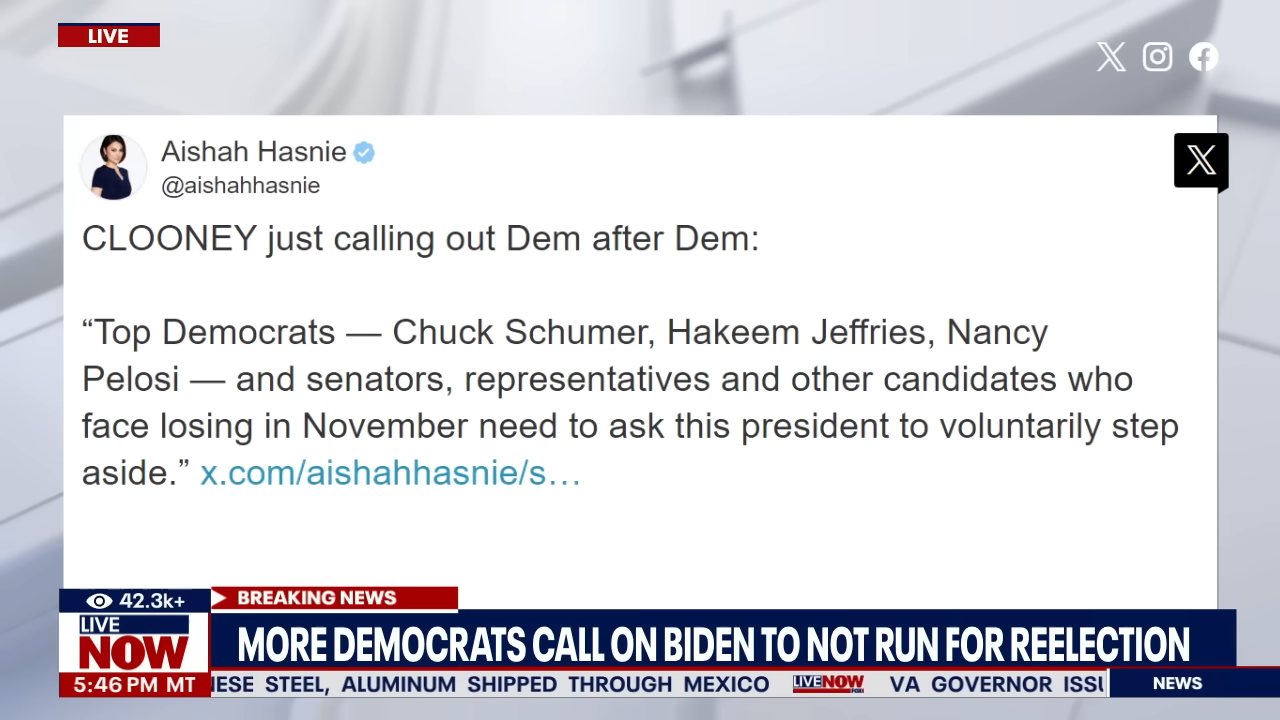 LIVE
Aishah Hasnie
@aishahhasnie
CLOONEY just calling out Dem after Dem:
“Top Democrats — Chuck Schumer, Hakeem Jeffries, Nancy
Pelosi — and senators, representatives and other candidates who
face losing in November need to ask this president to voluntarily step
aside.” x.com/aishahhasnie/s…
42.3k+
BREAKING NEWS
LIVE
NOW
MORE DEMOCRATS CALL ON BIDEN TO NOT RUN FOR REELECTION
5:46 PM MT
STEEL, ALUMINUM SHIPPED THROUGH MEXICO LIVENOW FOX VA GOVERNOR
NEWS